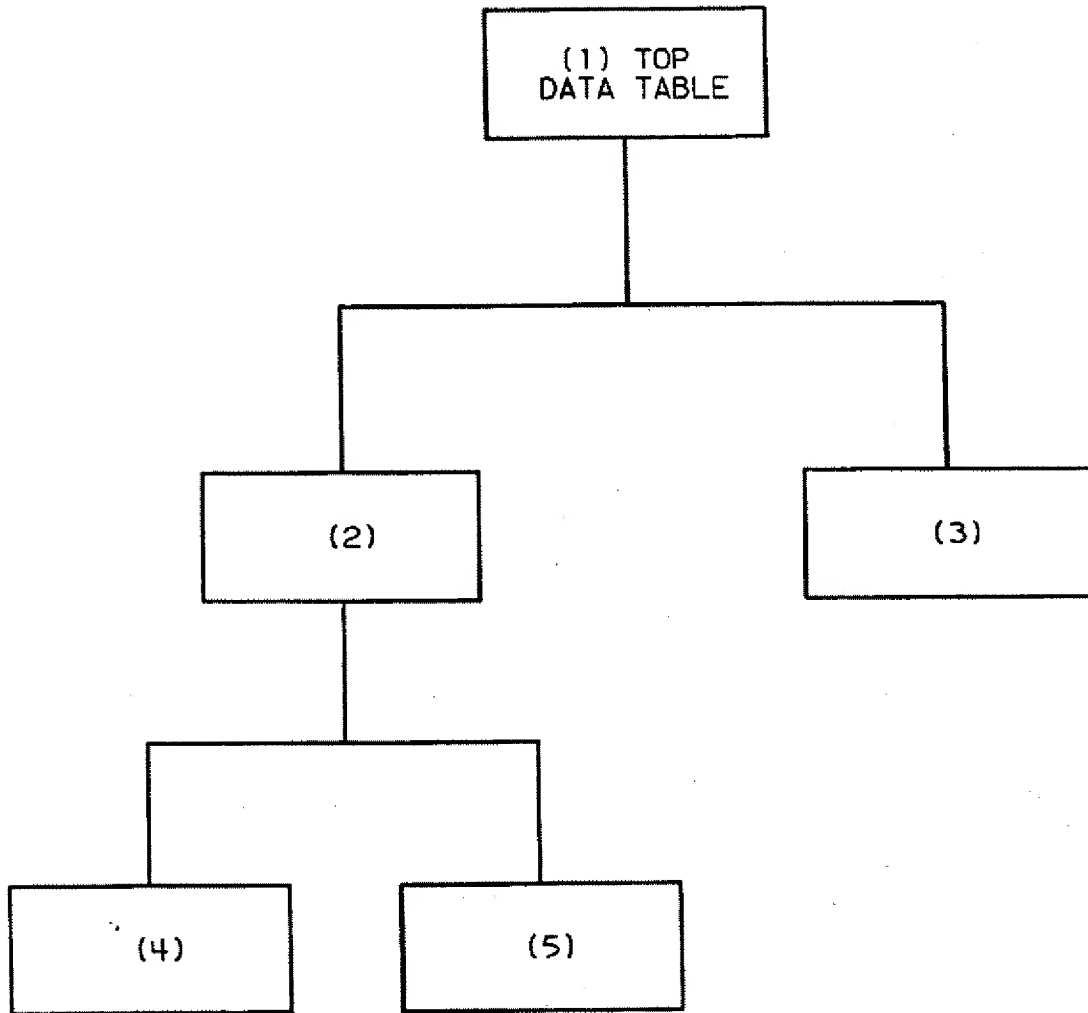 (1) TOP
DATA TABLE
(2)
(3)
(4)
(5)